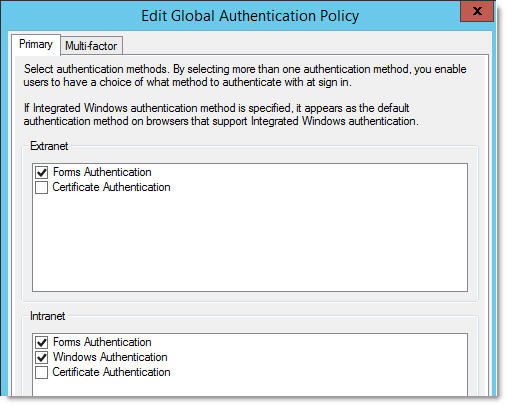 Edit Global Authentication Policy
x
Primary
Multi-factor
Select authentication methods. By selecting more than one authentication method, you enable
users to have a choice of what method to authenticate with at sign in.
If Integrated Windows authentication method is specified, it appears as the default
authentication method on browsers that support Integrated Windows authentication.
Extranet
Forms Authentication
Certificate Authentication
Intranet
Forms Authentication
Windows Authentication
Certificate Authentication